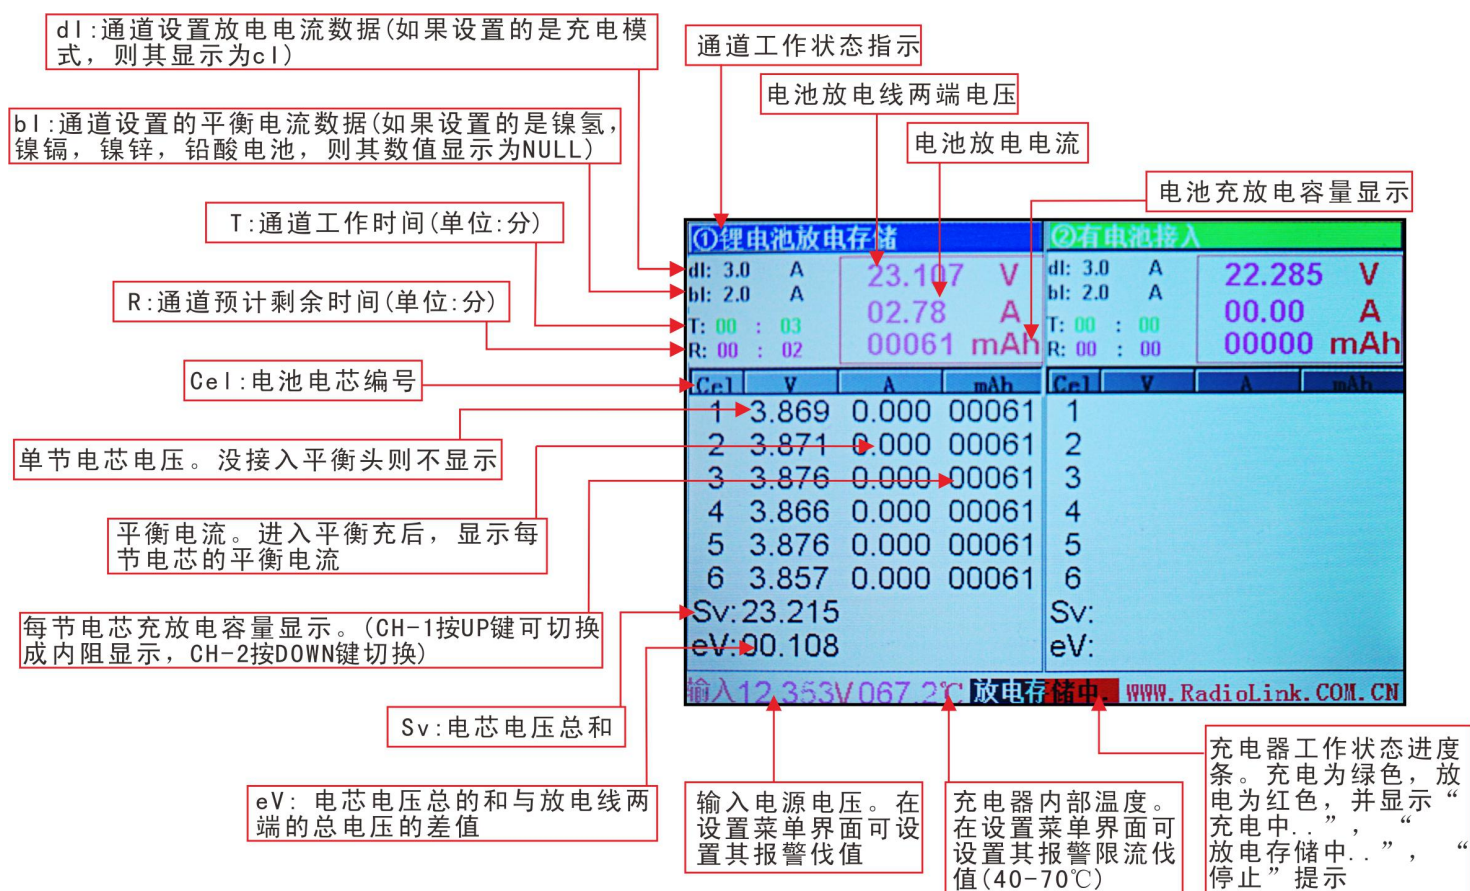 dI:通道设置放电电流数据(如果设置的是充电模
式，则其显示为cI)
通道工作状态指示
电池放电线两端电压
bI:通道设置的平衡电流数据(如果设置的是镍氢,
镍镉，镍锌，铅酸电池，则其数值显示为NULL)
电池放电电流
电池充放电容量显示
T:通道工作时间(单位:分)
R:通道预计剩余时间(单位:分)
Cel:电池电芯编号
单节电芯电压。没接入平衡头则不显示
平衡电流。进入平衡充后，显示每
节电芯的平衡电流
每节电芯充放电容量显示。(CH-1按UP键可切换
成内阻显示，CH-2按DOWN键切换)
Sv:电芯电压总和
eV: 电芯电压总的和与放电线两
端的总电压的差值
①锂电池放电存储
dI: 3.0 A
23.107 V
bI: 2.0 A
02.78 A
T: 00 : 03
00061 mAh
R: 00 : 02
Cel V A mAh
1 3.869 0.000 00061
2 3.871 0.000 00061
3 3.876 0.000 00061
4 3.866 0.000 00061
5 3.876 0.000 00061
6 3.857 0.000 00061
Sv:23.215
eV:00.108
②有电池接入
dI: 3.0 A
22.285 V
bI: 2.0 A
00.00 A
T: 00 : 00
00000 mAh
R: 00 : 00
Cel V A mAh
1
2
3
4
5
6
Sv:
eV:
输入12.353V 067.2℃ 放电存储中. WWW.RadioLink.COM.CN
输入电源电压。在
设置菜单界面可设
置其报警伐值
充电器内部温度。
在设置菜单界面可
设置其报警限流伐
值(40-70℃)
充电器工作状态进度
条。充电为绿色，放
电为红色，并显示“
充电中..”，“
放电存储中..”，“
停止”提示